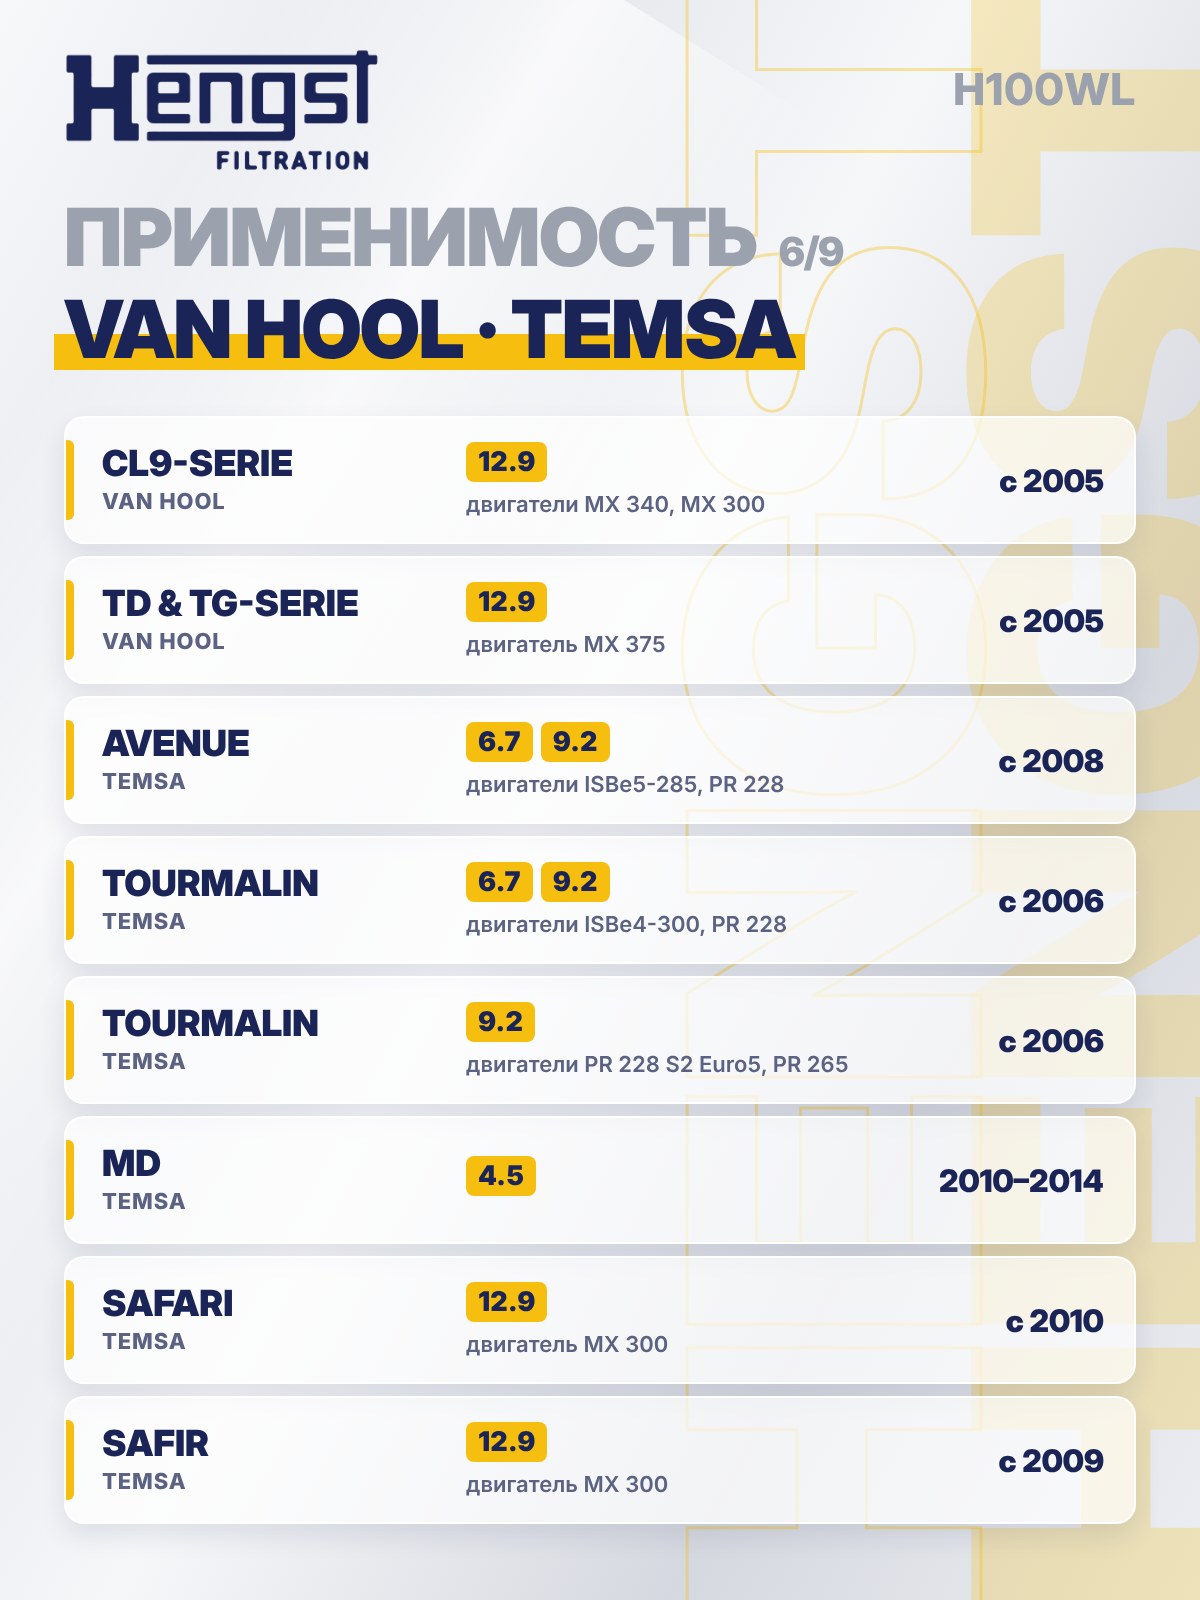 Hengst
FILTRATION
H100WL
ПРИМЕНИМОСТЬ 6/9
VAN HOOL · TEMSA
CL9-SERIE
VAN HOOL
12.9
двигатели MX 340, MX 300
с 2005
TD & TG-SERIE
VAN HOOL
12.9
двигатель MX 375
с 2005
AVENUE
TEMSA
6.7 9.2
двигатели ISBe5-285, PR 228
с 2008
TOURMALIN
TEMSA
6.7 9.2
двигатели ISBe4-300, PR 228
с 2006
TOURMALIN
TEMSA
9.2
двигатели PR 228 S2 Euro5, PR 265
с 2006
MD
TEMSA
4.5
2010–2014
SAFARI
TEMSA
12.9
двигатель MX 300
с 2010
SAFIR
TEMSA
12.9
двигатель MX 300
с 2009
HENGST
HENGST